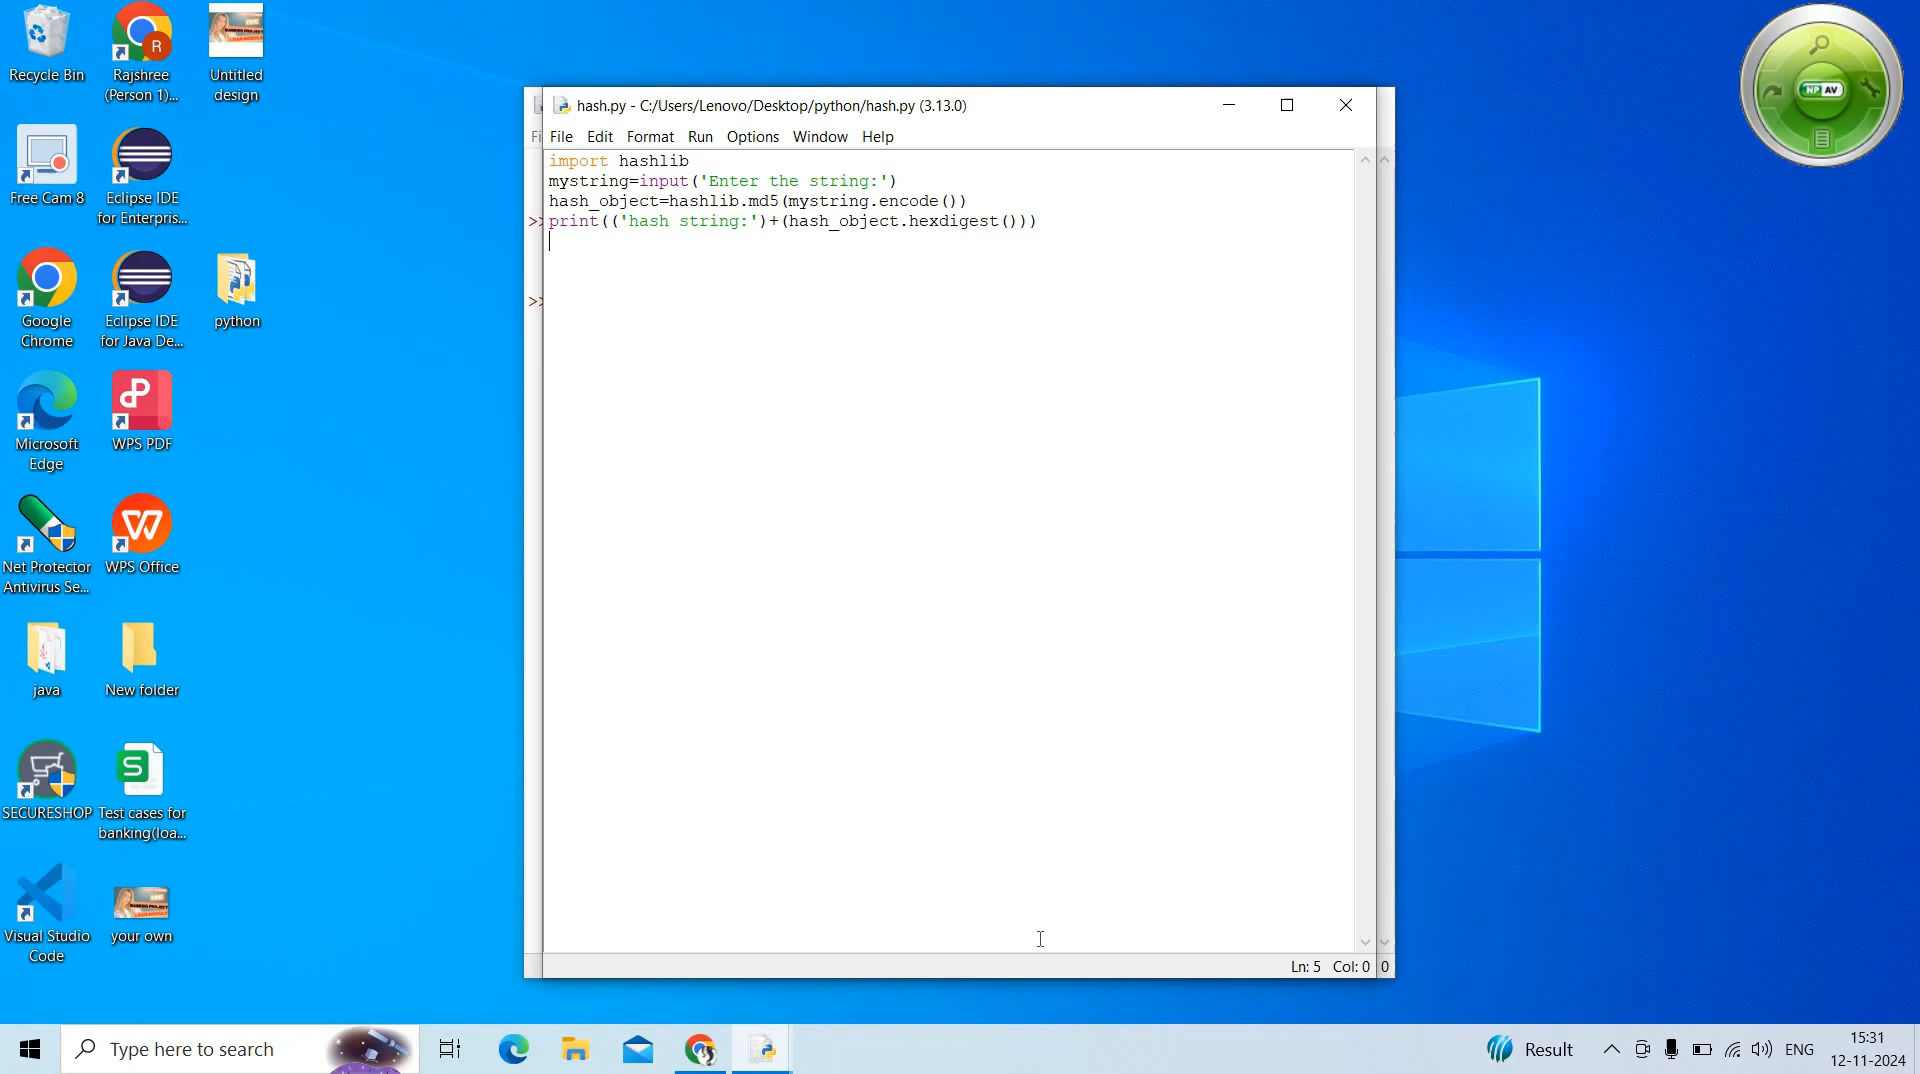 Recycle Bin
Rajshree
(Person 1)...
Untitled
design
Free Cam 8
Eclipse IDE
for Enterpris...
Google
Chrome
Eclipse IDE
for Java De...
python
Microsoft
Edge
WPS PDF
Net Protector
Antivirus Se...
WPS Office
java
New folder
SECURESHOP
Test cases for
banking(loa...
Visual Studio
Code
your own
NP AV
hash.py - C:/Users/Lenovo/Desktop/python/hash.py (3.13.0)
Fi
File Edit Format Run Options Window Help
import hashlib
mystring=input('Enter the string:')
hash_object=hashlib.md5(mystring.encode())
>>
print(('hash string:')+(hash_object.hexdigest()))
>>
Ln: 5 Col: 0
0
Type here to search
Result
ENG
15:31
12-11-2024